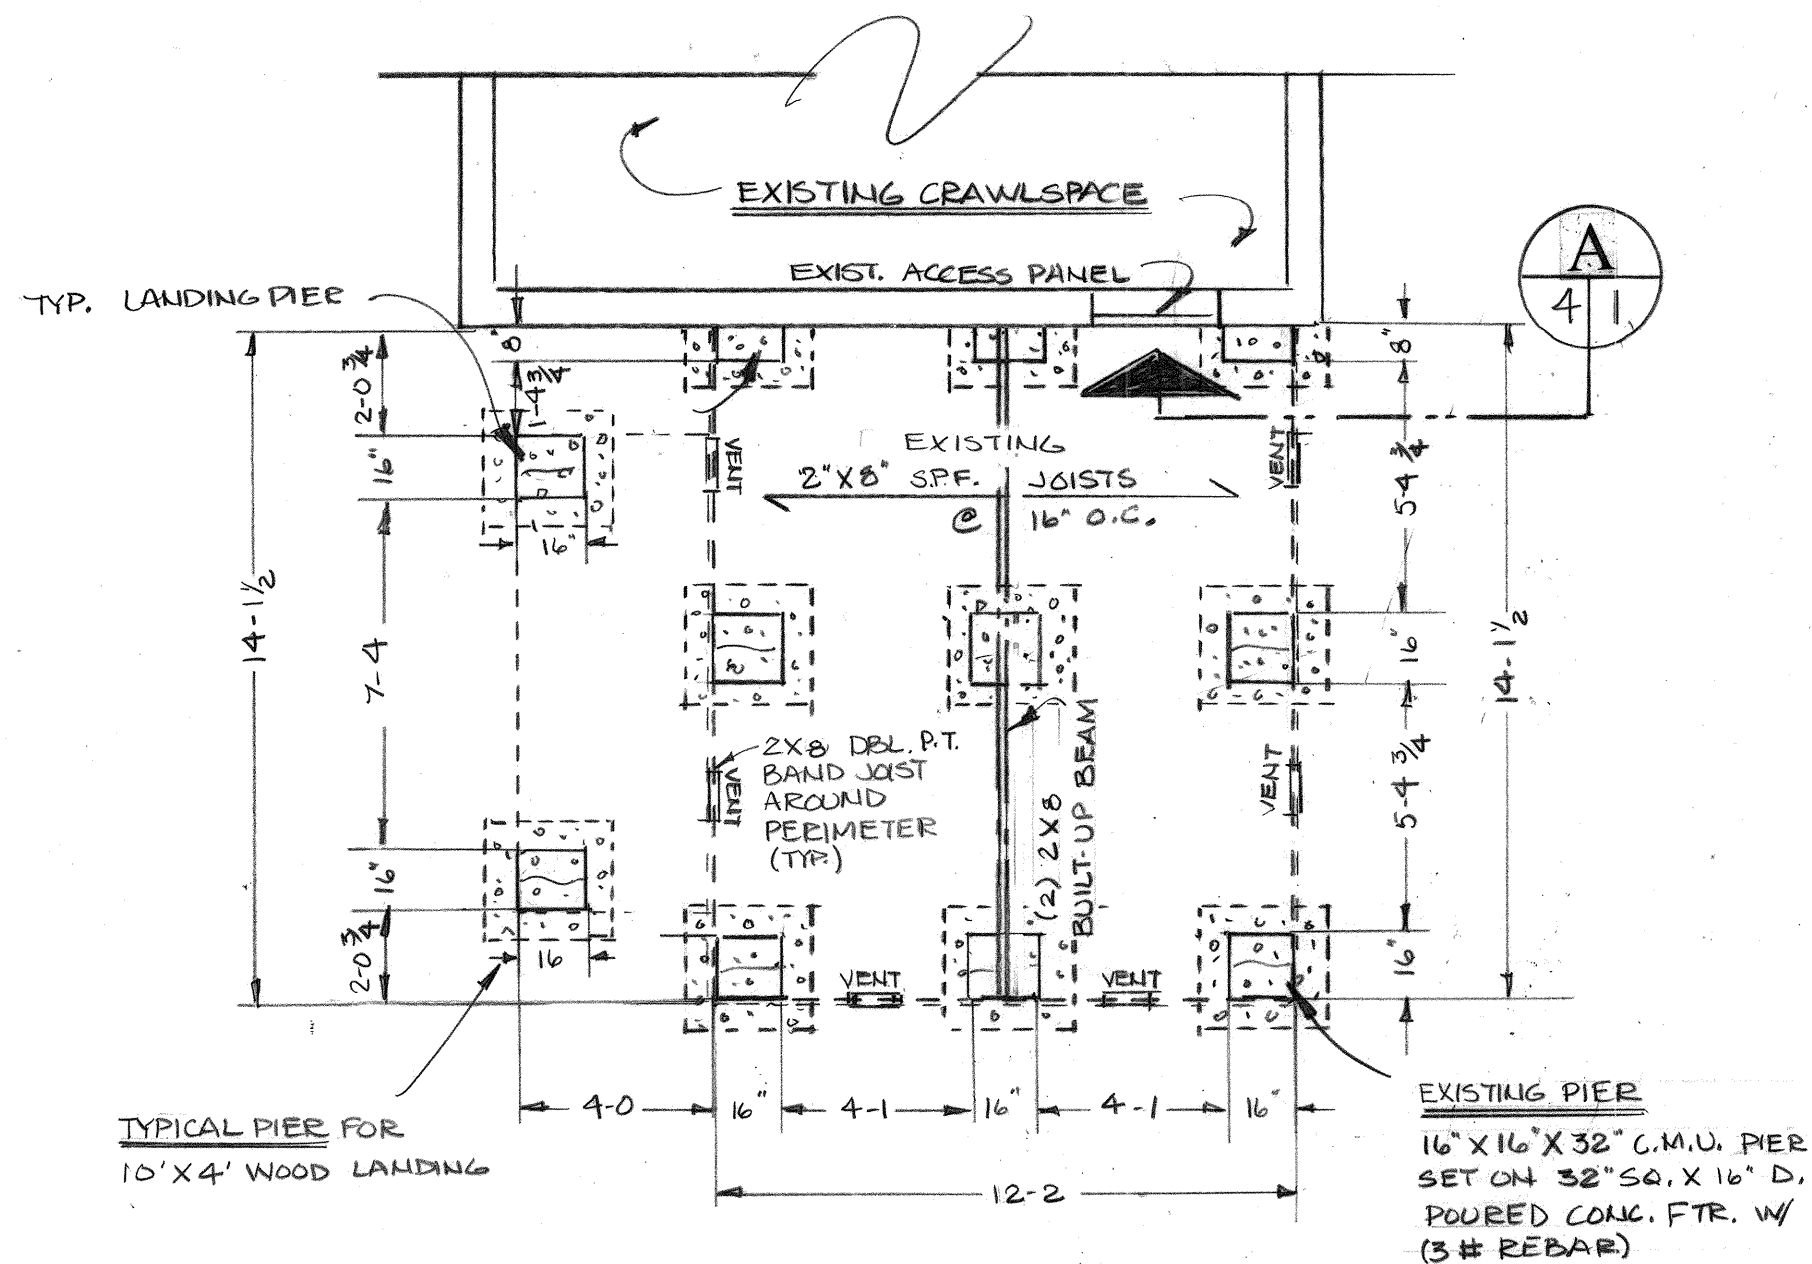 EXISTING CRAWLSPACE
EXIST. ACCESS PANEL
TYP. LANDING PIER
A
4 1
8"
8"
2-0 3/4
1-4 3/4
16"
16"
EXISTING
2"X8" S.P.F. JOISTS
@ 16" O.C.
VENT
VENT
5-4 3/4
14-1 1/2
7-4
16"
14-1 1/2
2X8 DBL. P.T.
BAND JOIST
AROUND
PERIMETER
(TYP.)
VENT
VENT
(2) 2X8
BUILT-UP BEAM
5-4 3/4
16"
2-0 3/4
16
16"
VENT
VENT
4-0
16"
4-1
16"
4-1
16"
12-2
TYPICAL PIER FOR
10'X4' WOOD LANDING
EXISTING PIER
16"X16"X32" C.M.U. PIER
SET ON 32"SQ. X 16" D.
POURED CONC. FTR. W/
(3 # REBAR)